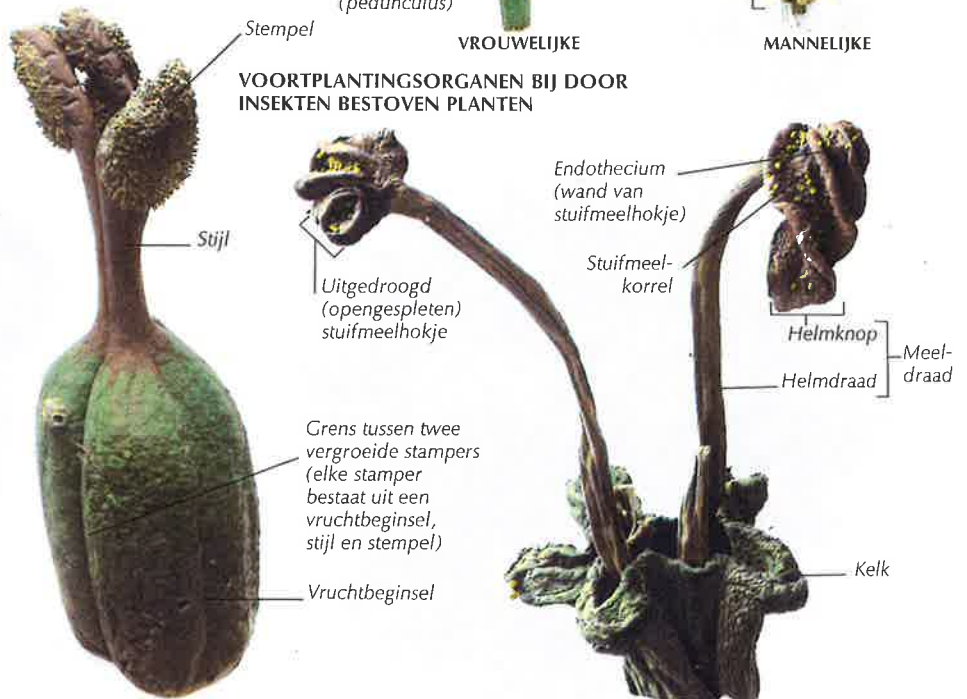 (pedunculus)
VROUWELIJKE
MANNELIJKE
Stempel
VOORTPLANTINGSORGANEN BIJ DOOR
INSEKTEN BESTOVEN PLANTEN
Endothecium
(wand van
stuifmeelhokje)
Stijl
Stuifmeel-
korrel
Uitgedroogd
(opengespleten)
stuifmeelhokje
Helmknop
Meel-
draad
Helmdraad
Grens tussen twee
vergroeide stampers
(elke stamper
bestaat uit een
vruchtbeginsel,
stijl en stempel)
Kelk
Vruchtbeginsel